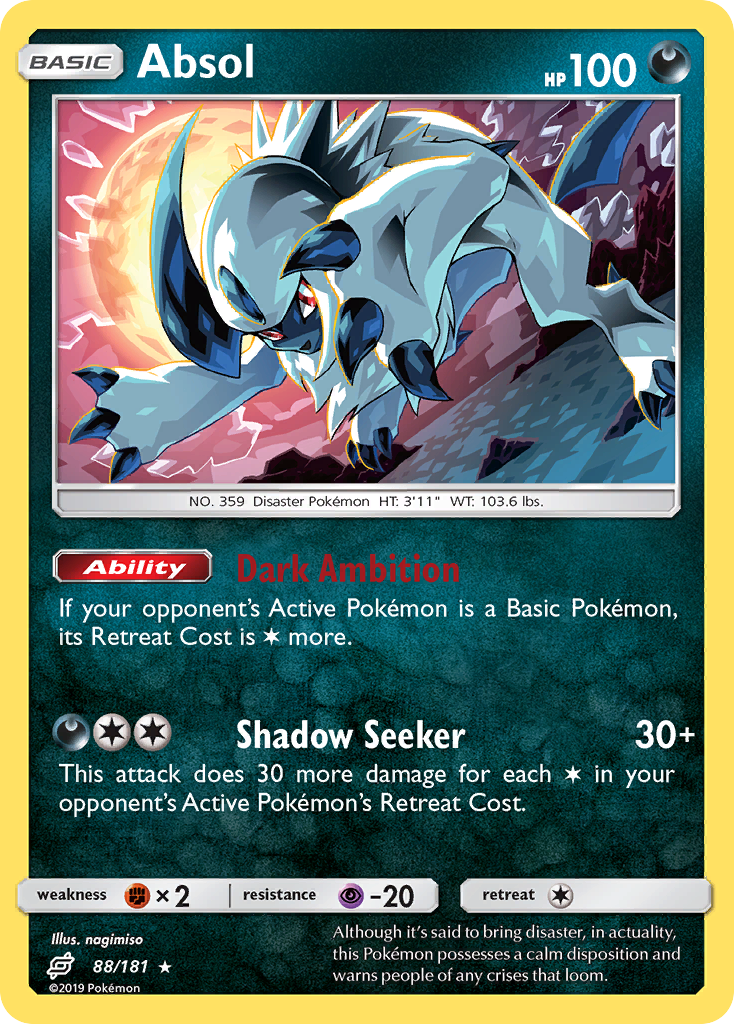 BASIC
Absol
HP 100
NO. 359 Disaster Pokémon HT: 3'11" WT: 103.6 lbs.
Ability Dark Ambition
If your opponent's Active Pokémon is a Basic Pokémon,
its Retreat Cost is more.
Shadow Seeker 30+
This attack does 30 more damage for each in your
opponent's Active Pokémon's Retreat Cost.
weakness ×2 resistance -20 retreat
Illus. nagimiso
88/181 ★
©2019 Pokémon
Although it's said to bring disaster, in actuality,
this Pokémon possesses a calm disposition and
warns people of any crises that loom.